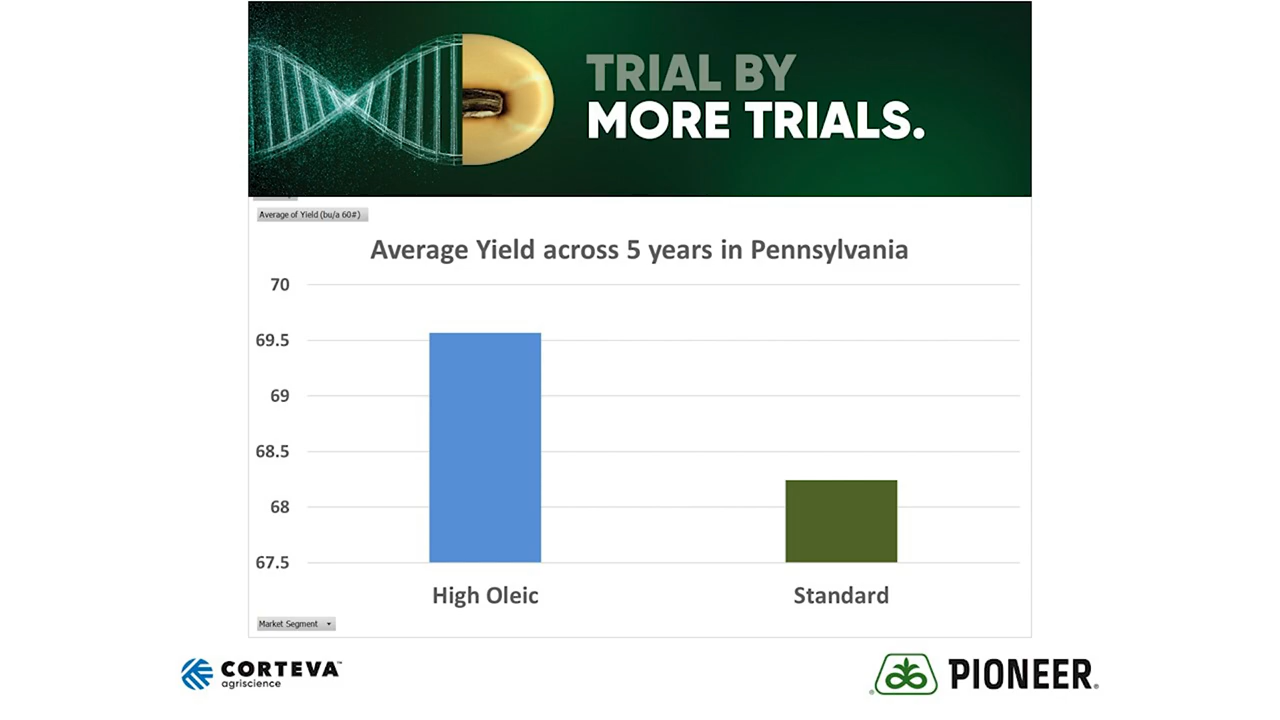 TRIAL BY
MORE TRIALS.
Average of Yield (bu/a 60#)
Average Yield across 5 years in Pennsylvania
70
69.5
69
68.5
68
67.5
High Oleic
Standard
Market Segment
CORTEVA™
agriscience
PIONEER®